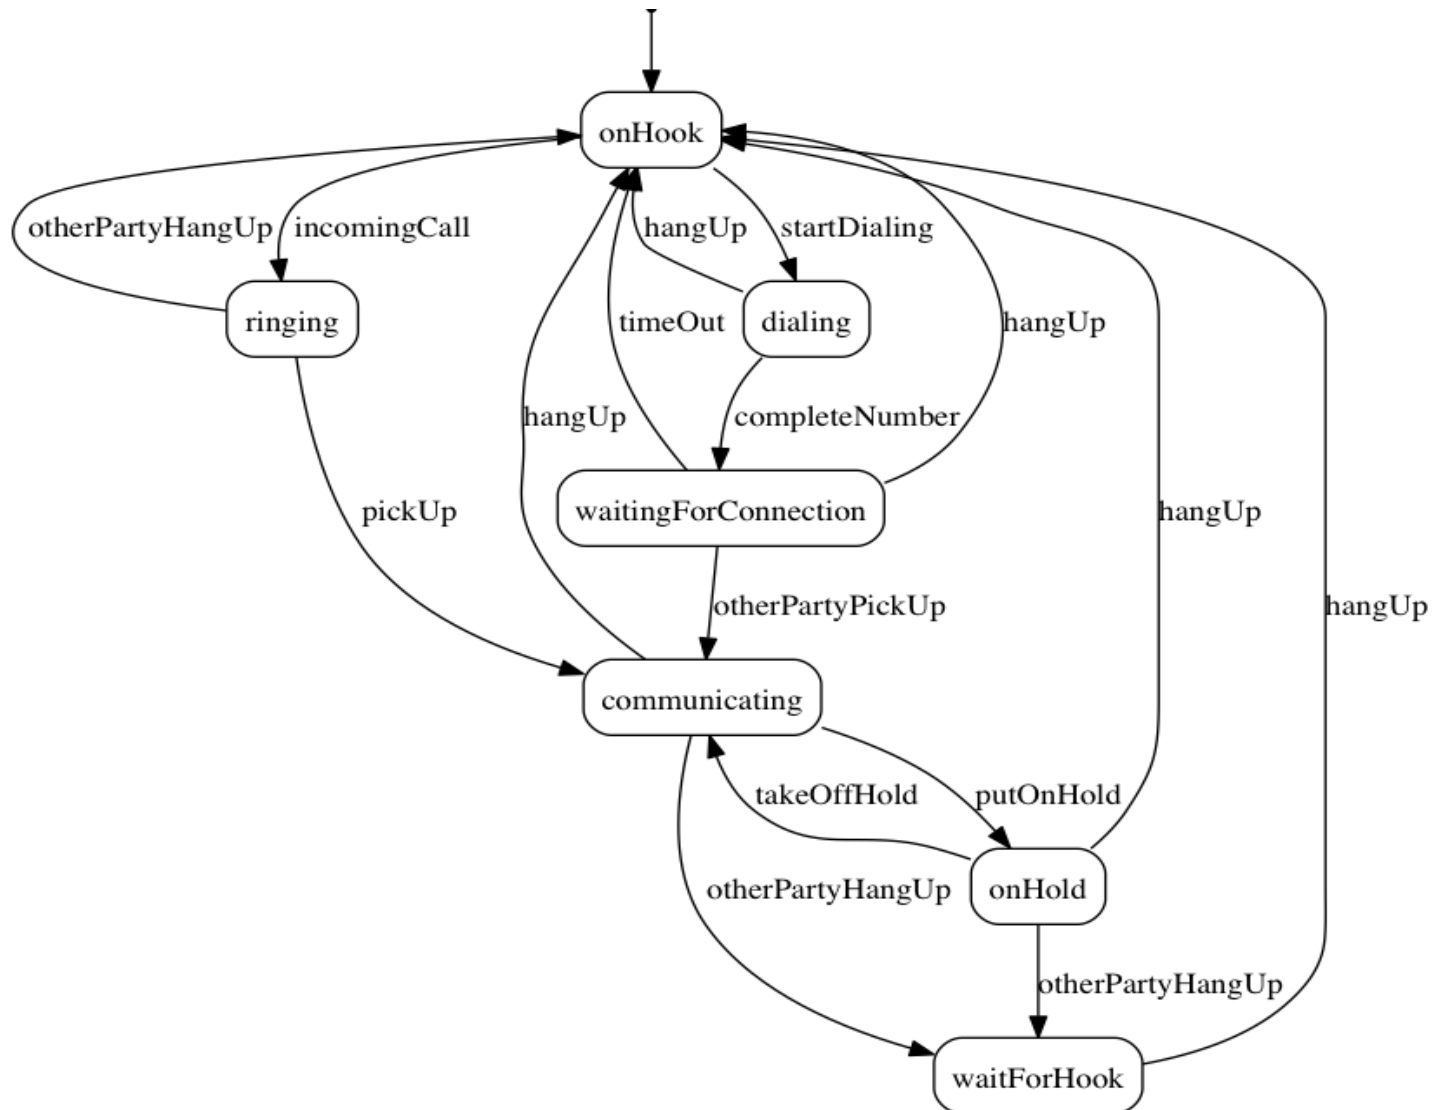 onHook
otherPartyHangUp
incomingCall
hangUp
startDialing
ringing
timeOut
dialing
hangUp
hangUp
completeNumber
pickUp
waitingForConnection
hangUp
otherPartyPickUp
hangUp
communicating
takeOffHold
putOnHold
otherPartyHangUp
onHold
otherPartyHangUp
waitForHook